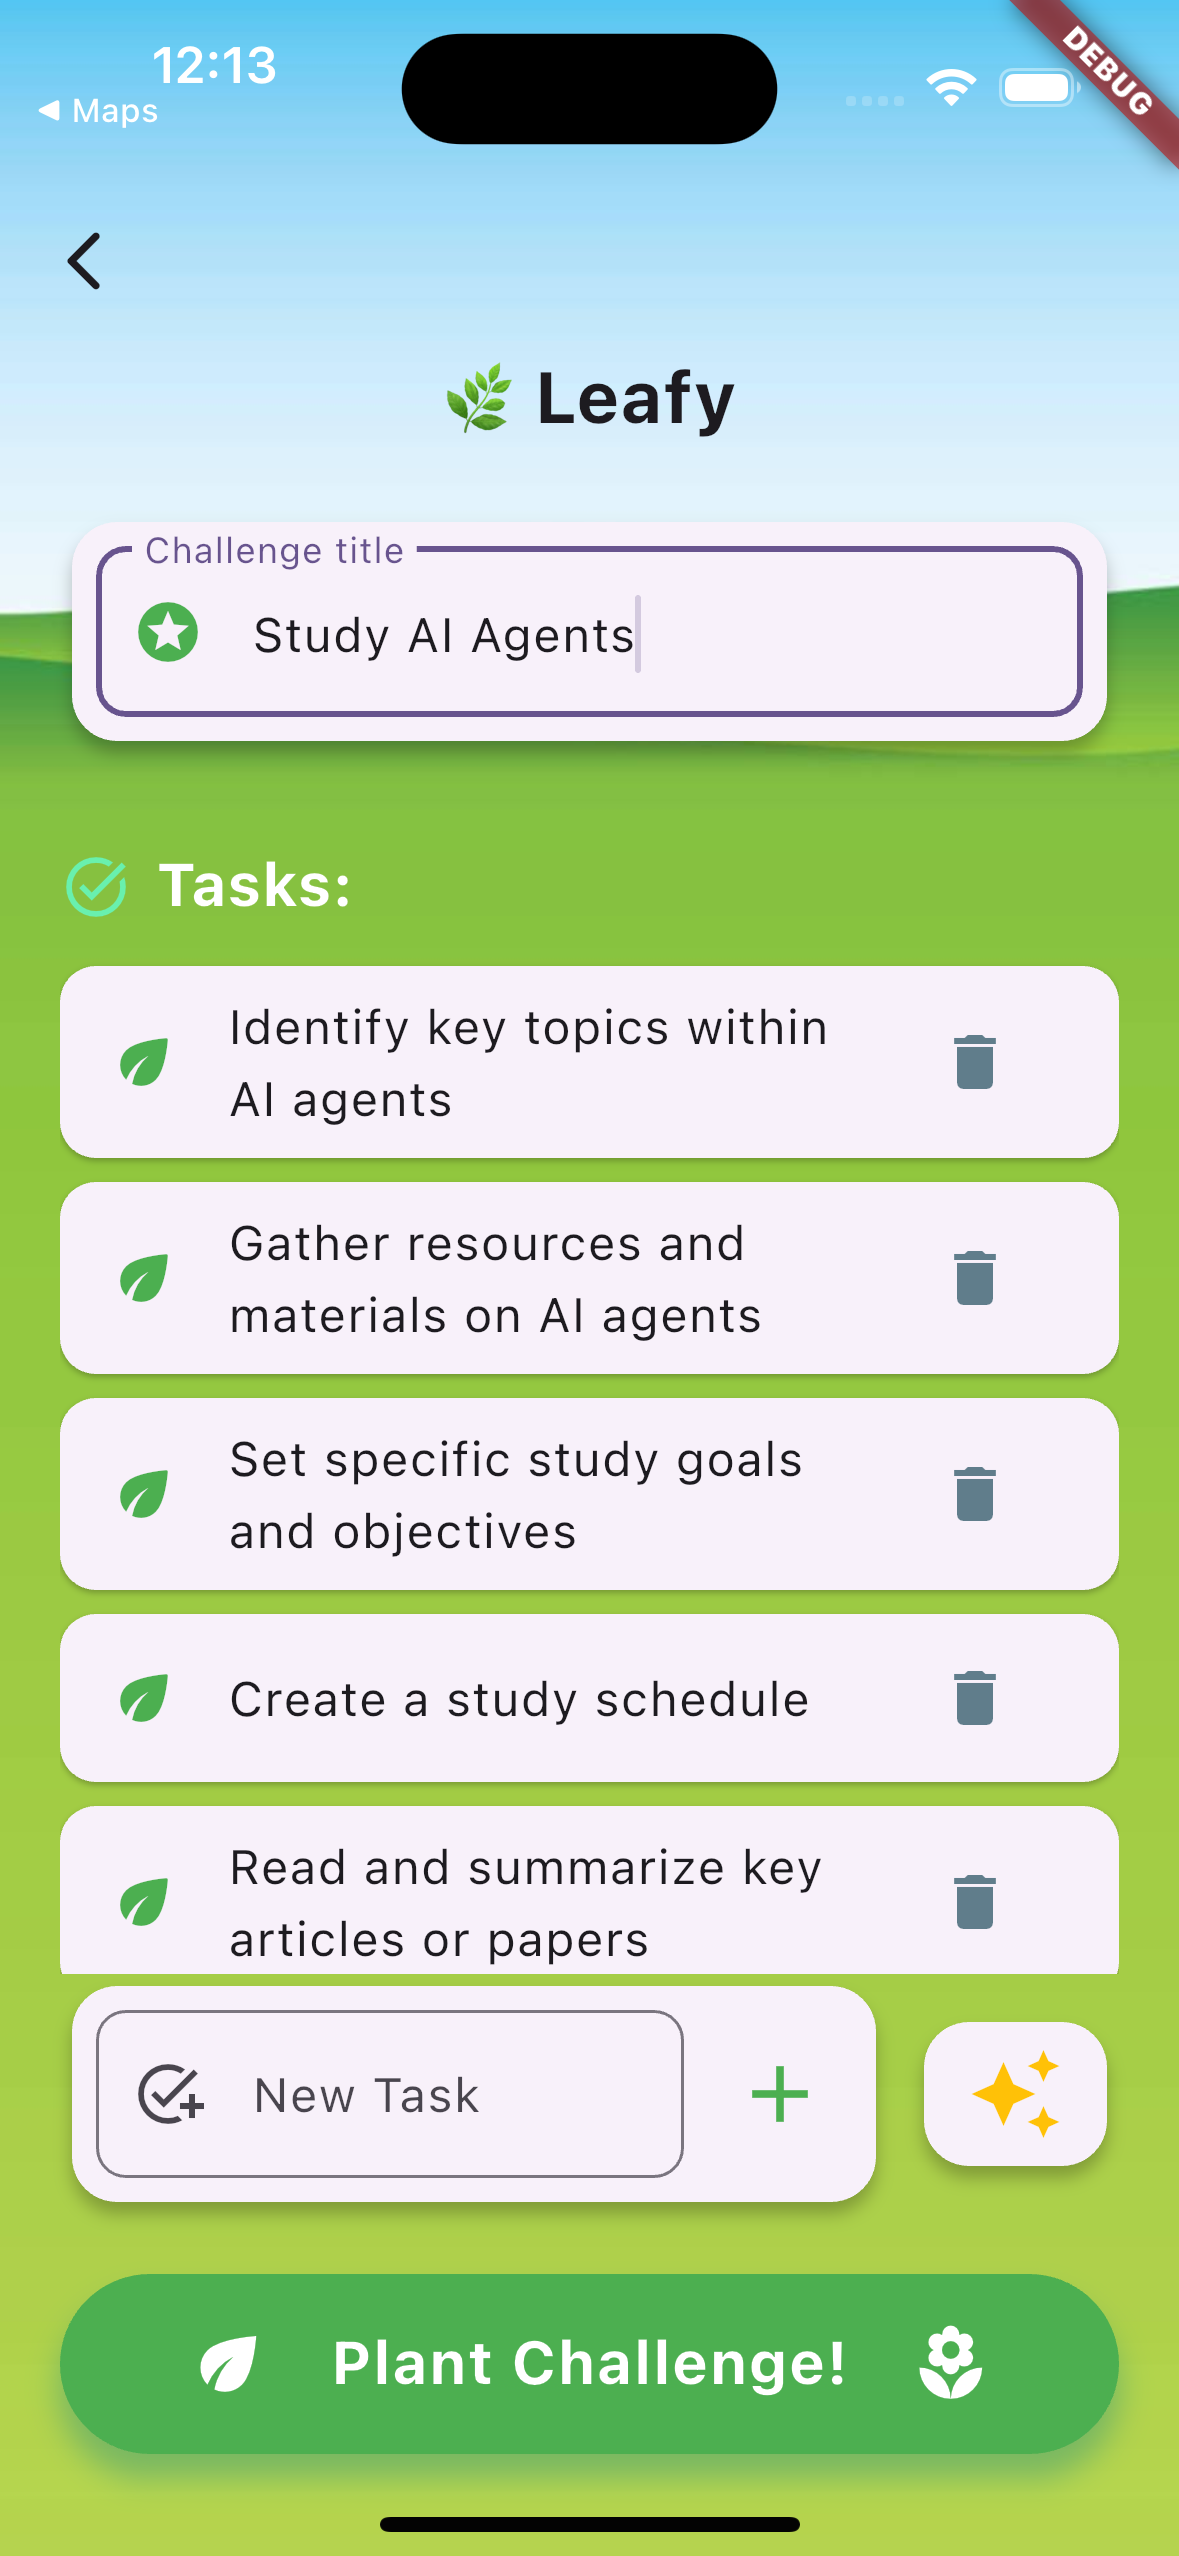 12:13
Maps
DEBUG
Leafy
Challenge title
Study AI Agents
Tasks:
Identify key topics within
AI agents
Gather resources and
materials on AI agents
Set specific study goals
and objectives
Create a study schedule
Read and summarize key
articles or papers
New Task
Plant Challenge!